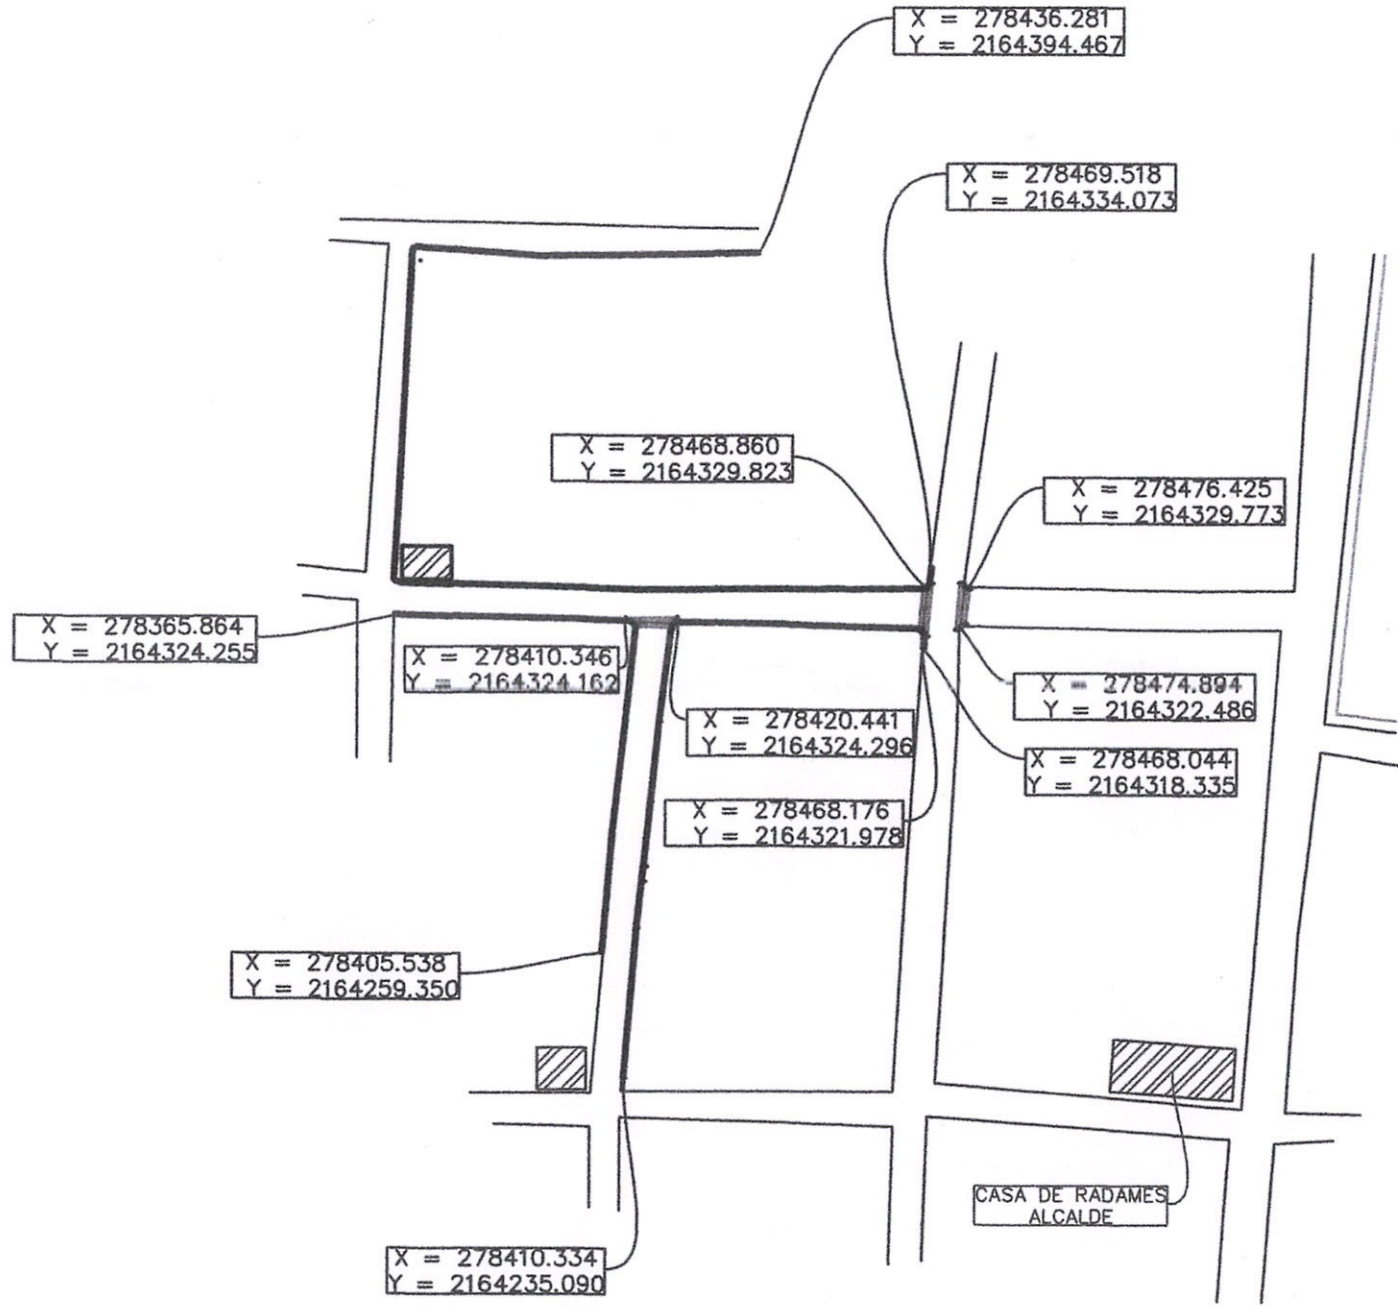 X = 278436.281
Y = 2164394.467
X = 278469.518
Y = 2164334.073
X = 278468.860
Y = 2164329.823
X = 278476.425
Y = 2164329.773
X = 278365.864
Y = 2164324.255
X = 278410.346
Y = 2164324.162
X = 278474.894
Y = 2164322.486
X = 278420.441
Y = 2164324.296
X = 278468.044
Y = 2164318.335
X = 278468.176
Y = 2164321.978
X = 278405.538
Y = 2164259.350
CASA DE RADAMES
ALCALDE
X = 278410.334
Y = 2164235.090